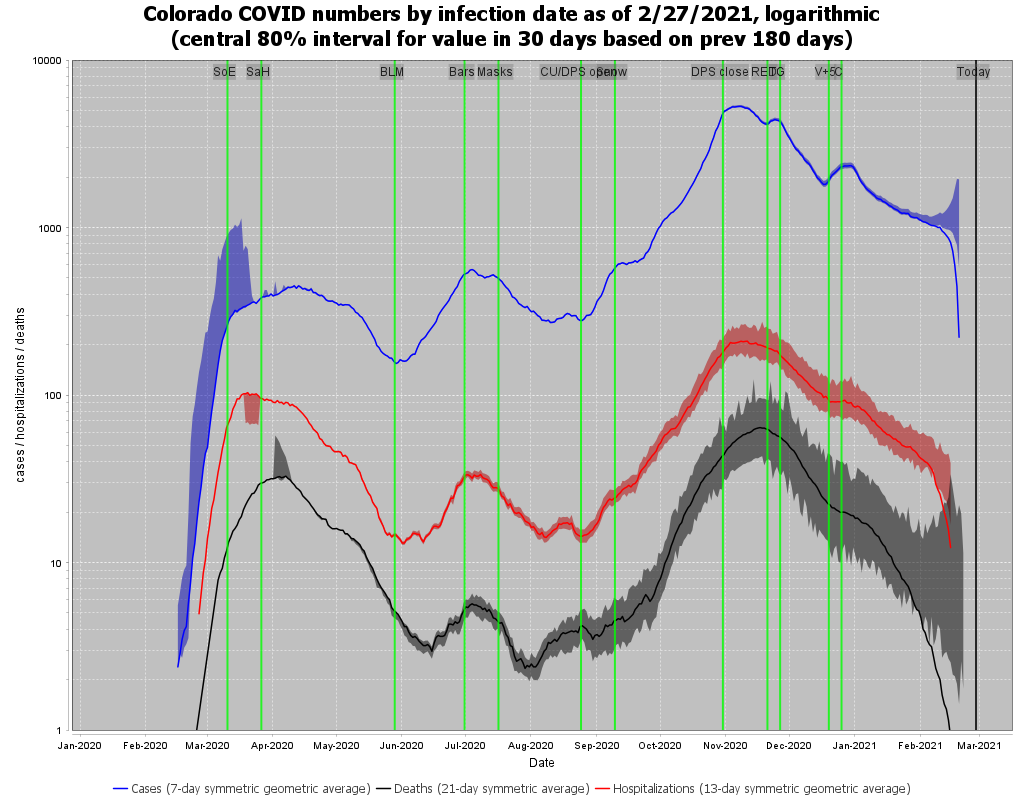 Colorado COVID numbers by infection date as of 2/27/2021, logarithmic
(central 80% interval for value in 30 days based on prev 180 days)
SoE SaH BLM Bars Masks CU/DPS open Snow DPS close RED TG V+5C Today
10000
1000
100
10
1
cases / hospitalizations / deaths
Jan-2020 Feb-2020 Mar-2020 Apr-2020 May-2020 Jun-2020 Jul-2020 Aug-2020 Sep-2020 Oct-2020 Nov-2020 Dec-2020 Jan-2021 Feb-2021 Mar-2021
Date
Cases (7-day symmetric geometric average) Deaths (21-day symmetric average) Hospitalizations (13-day symmetric geometric average)